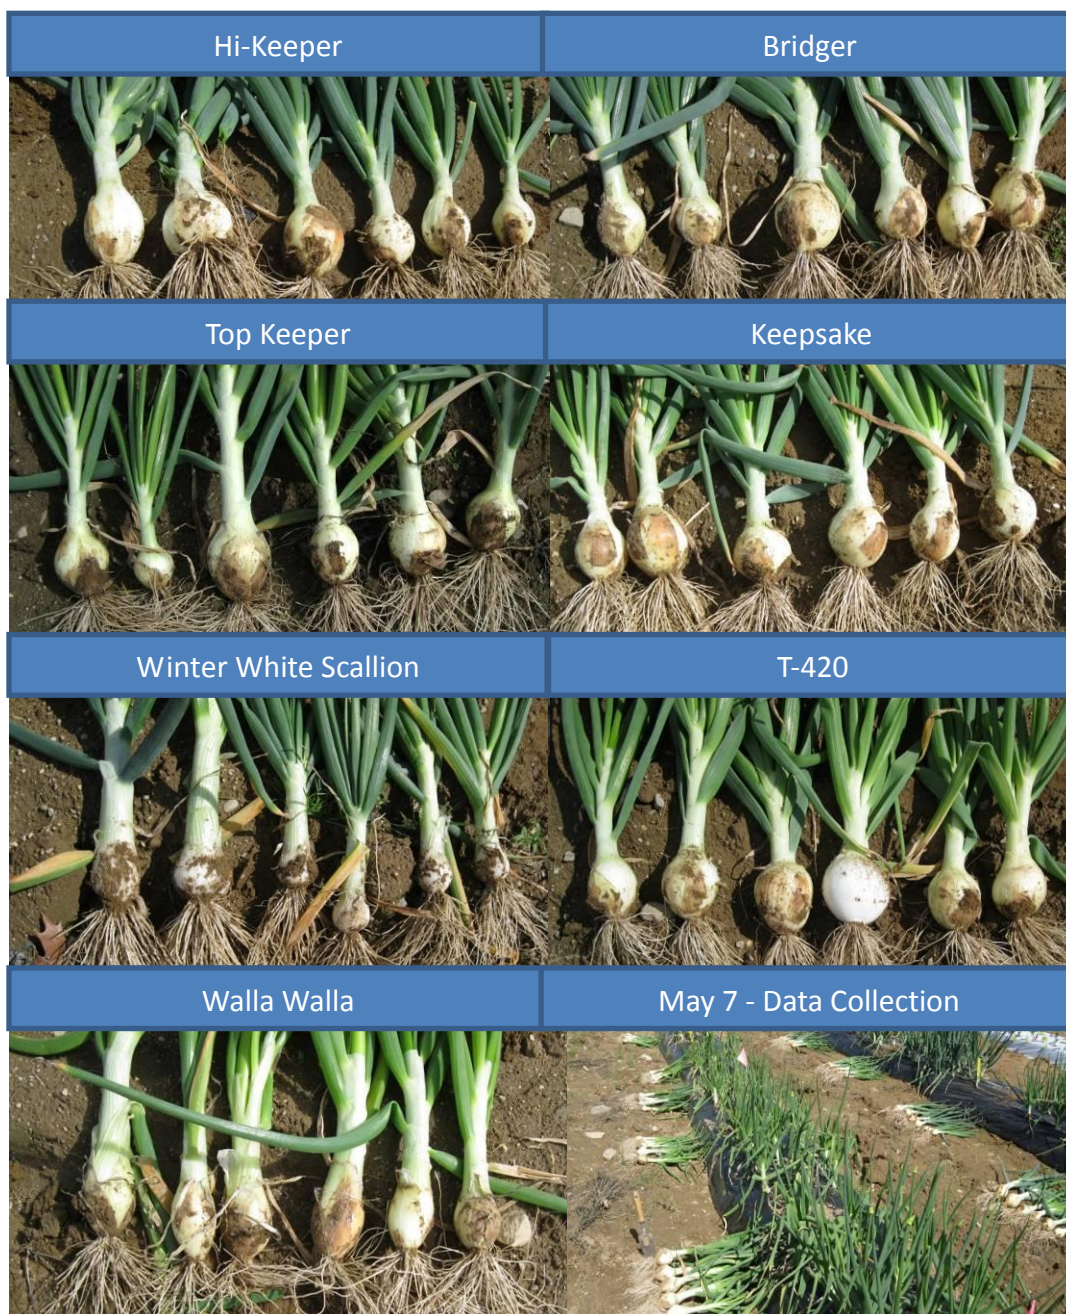 Hi-Keeper
Bridger
Top Keeper
Keepsake
Winter White Scallion
T-420
Walla Walla
May 7 - Data Collection